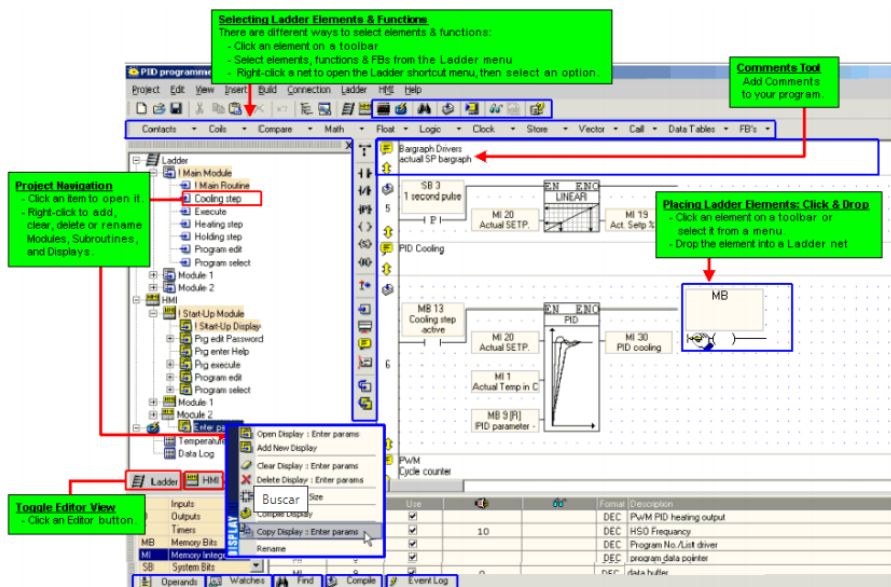 Selecting Ladder Elements & Functions
There are different ways to select elements & functions:
- Click an element on a toolbar
- Select elements, functions & FBs from the Ladder menu
- Right-click a net to open the Ladder shortcut menu, then select an option.
Comments Tool
Add Comments
to your program.
PID programme
Project Edit View Insert Build Connection Ladder HMI Help
Contacts Coils Compare Math Float Logic Clock Store Vector Call Data Tables FB's
Project Navigation
- Click an item to open it.
- Right-click to add,
clear, delete or rename
Modules, Subroutines,
and Displays.
Ladder
! Main Module
! Main Routine
Cooling step
Execute
Heating step
Holding step
Program edit
Program select
Module 1
Module 2
HMI
! Start-Up Module
! Start-Up Display
Prg edit Password
Prg enter Help
Prg execute
Program edit
Program select
Module 1
Module 2
Enter pa
Temperature
Data Log
Ladder HMI
Bargraph Drivers
actual SP bargraph
5
SB 3
1 second pulse
P
EN ENO
LINEAR
MI 20
Actual SETP.
MI 19
Act. Setp %
PID Cooling
6
MB 13
Cooling step
active
EN ENO
PID
MI 20
Actual SETP.
MI 30
PID cooling
MI 1
Actual Temp in C
MB 9 [R]
PID parameter -
PWM
Cycle counter
Placing Ladder Elements: Click & Drop
- Click an element on a toolbar or
select it from a menu.
- Drop the element into a Ladder net
MB
Open Display : Enter params
Add New Display
Clear Display : Enter params
Delete Display : Enter params
Size
Compile Display
Copy Display : Enter params
Rename
DISPLAY
Buscar
Toggle Editor View
- Click an Editor button.
Inputs
Outputs
Timers
MB Memory Bits
MI Memory Integ
SB System Bits
Use Format Description
DEC PWM PID heating output
10 DEC HSO Frequency
DEC Program No./List driver
DEC program data pointer
MI 9 0 DEC data buffer
Operands Watches Find Compile Event Log